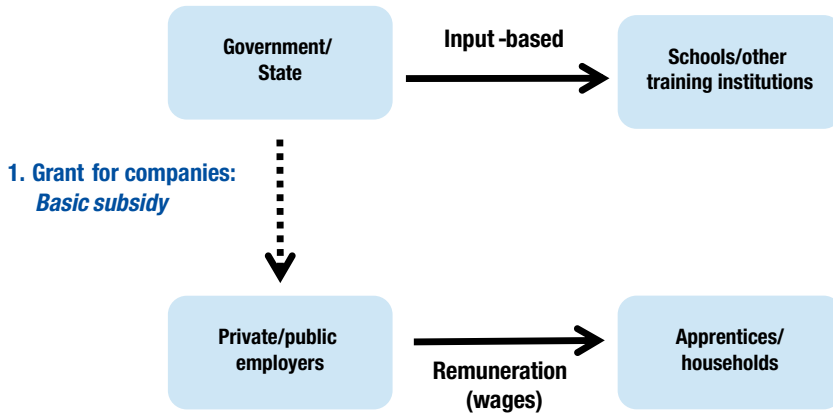 Government/
State
Input -based
Schools/other
training institutions
1. Grant for companies:
Basic subsidy
Private/public
employers
Remuneration
(wages)
Apprentices/
households